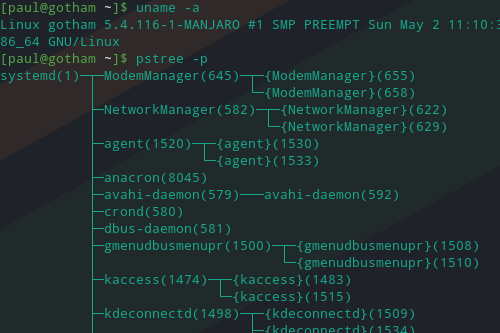 [paul@gotham ~]$ uname -a
Linux gotham 5.4.116-1-MANJARO #1 SMP PREEMPT Sun May 2 11:10:
86_64 GNU/Linux
[paul@gotham ~]$ pstree -p
systemd(1)─┬─ModemManager(645)─┬─{ModemManager}(655)
           │                   └─{ModemManager}(658)
           ├─NetworkManager(582)─┬─{NetworkManager}(622)
           │                     └─{NetworkManager}(629)
           ├─agent(1520)─┬─{agent}(1530)
           │             └─{agent}(1533)
           ├─anacron(8045)
           ├─avahi-daemon(579)───avahi-daemon(592)
           ├─crond(580)
           ├─dbus-daemon(581)
           ├─gmenudbusmenupr(1500)─┬─{gmenudbusmenupr}(1508)
           │                       └─{gmenudbusmenupr}(1510)
           ├─kaccess(1474)─┬─{kaccess}(1483)
           │               └─{kaccess}(1515)
           ├─kdeconnectd(1498)─┬─{kdeconnectd}(1509)
           │                   ├─{kdeconnectd}(1534)